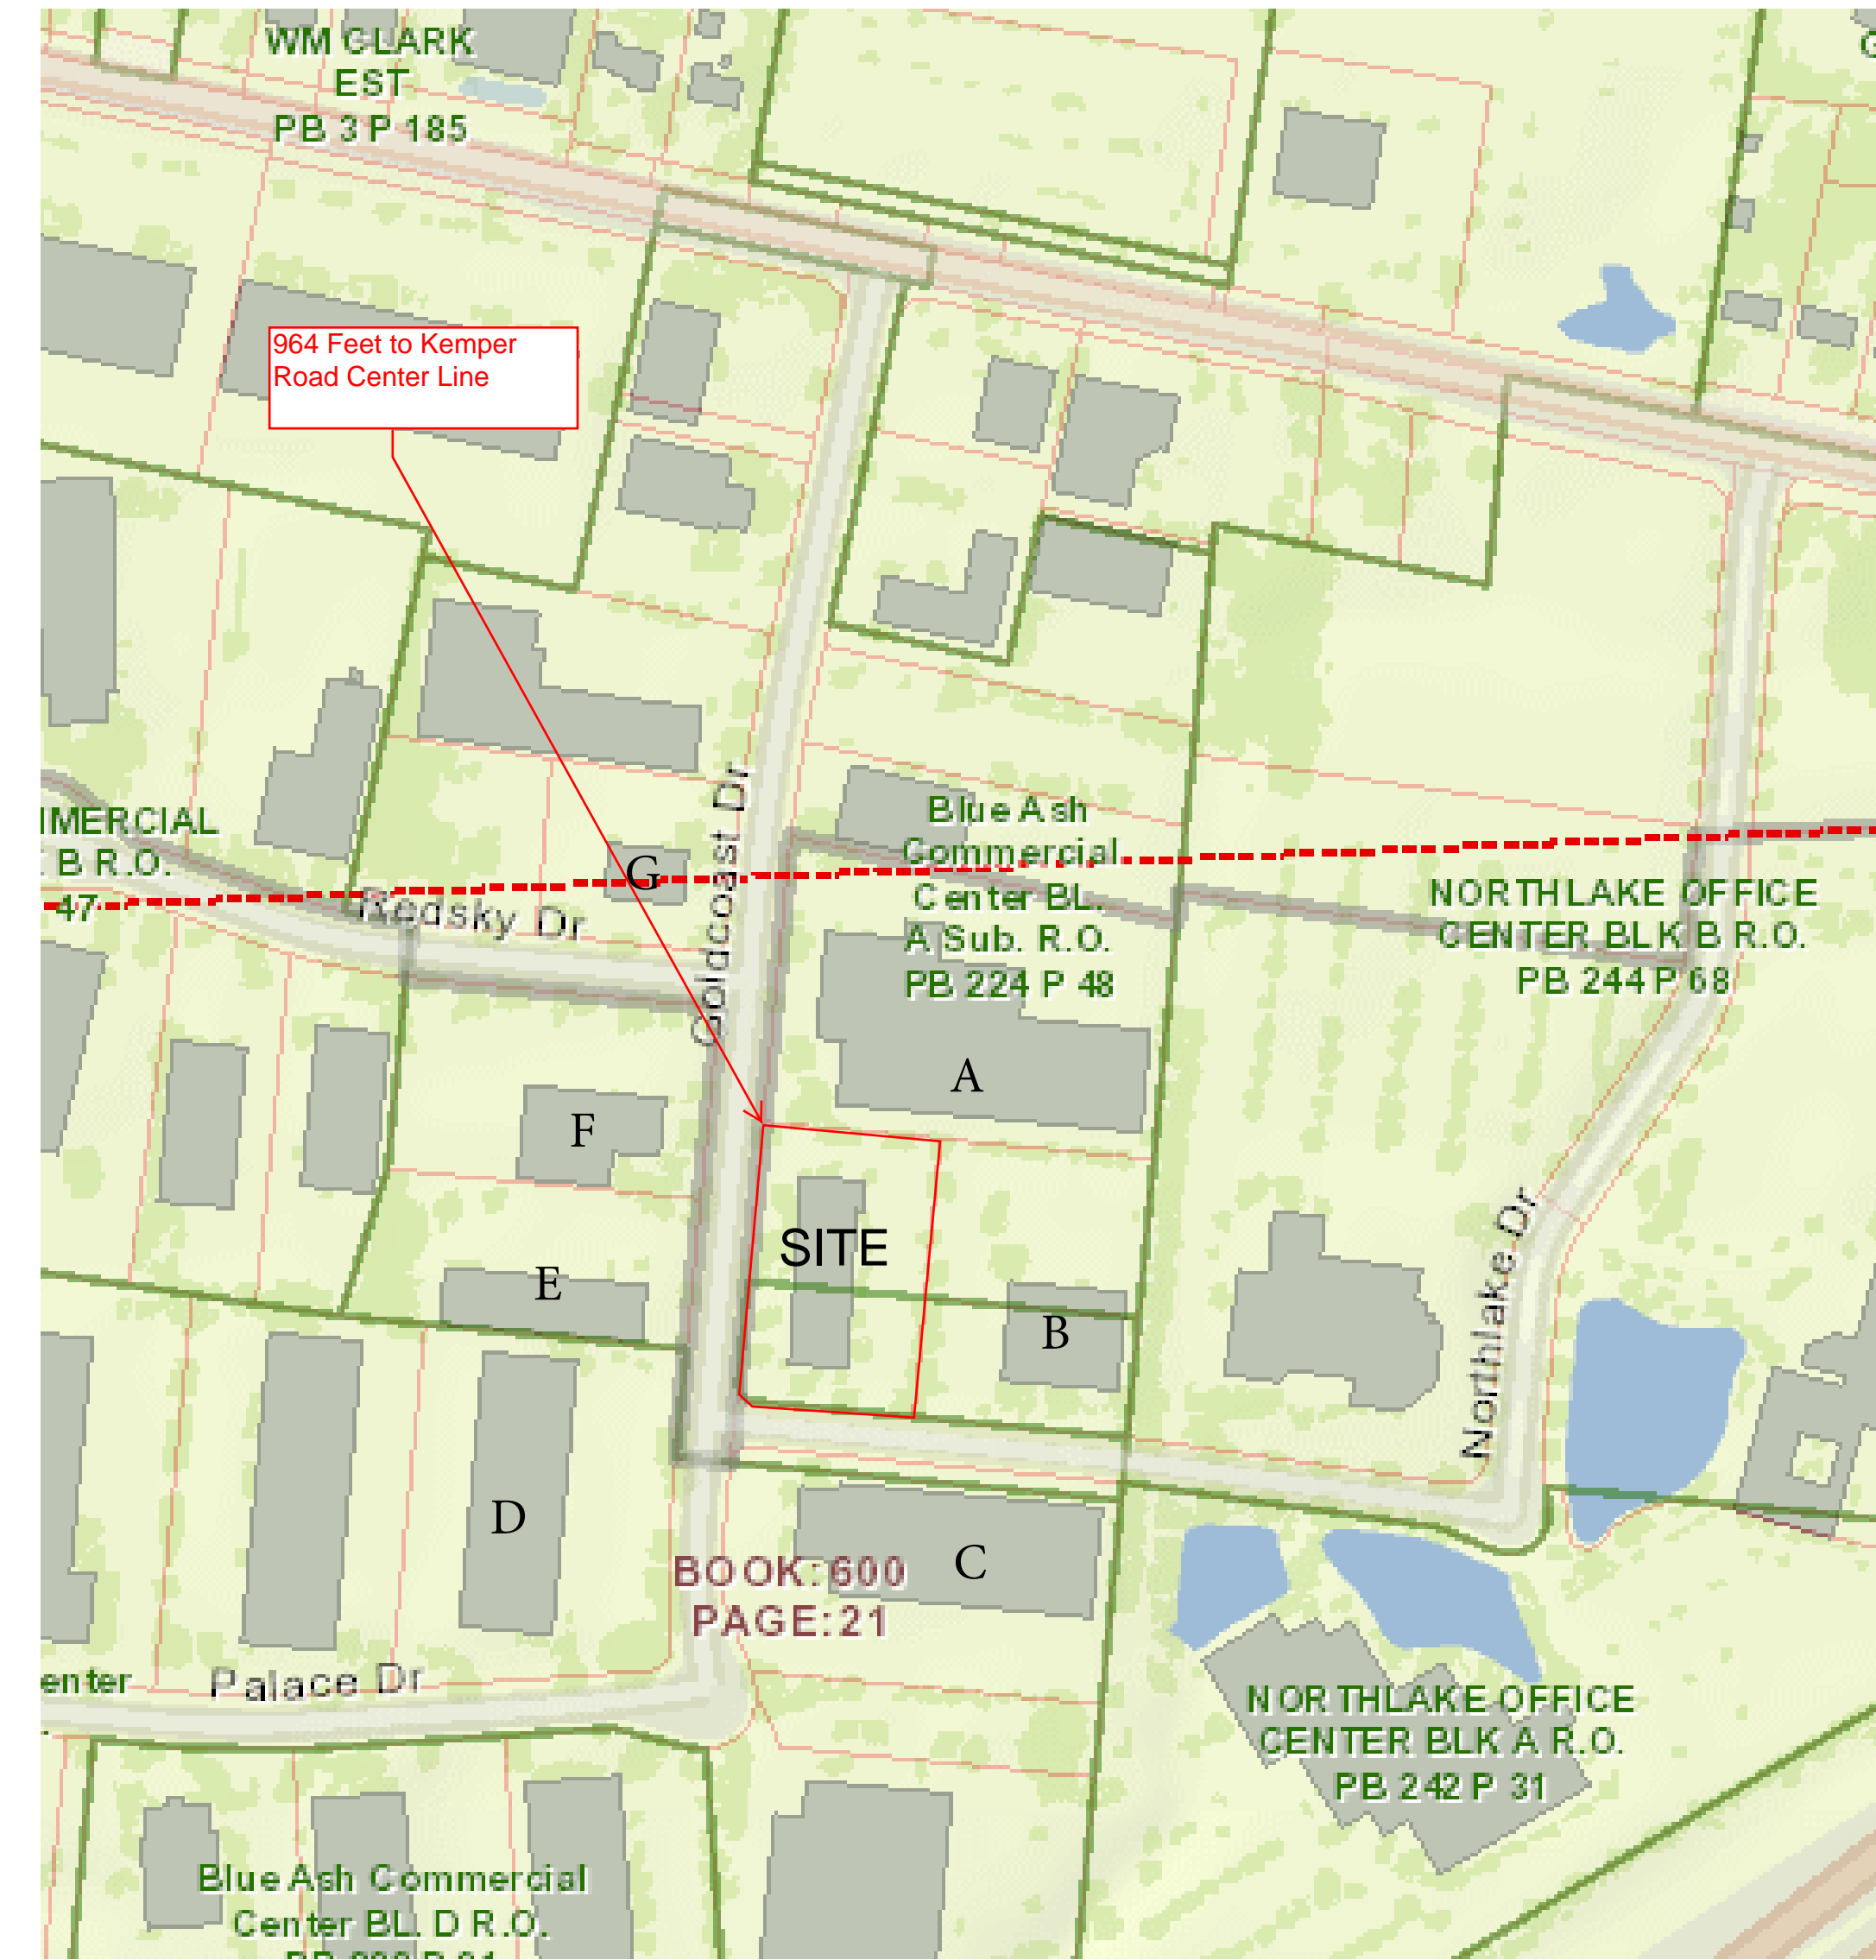 WM CLARK
EST
PB 3 P 185
964 Feet to Kemper
Road Center Line
Goldcoast Dr
Blue Ash
Commercial
Center BL.
A Sub. R.O.
PB 224 P 48
MERCIAL
B R.O.
47
G
Redsky Dr
NORTHLAKE OFFICE
CENTER BLK B R.O.
PB 244 P 68
A
F
SITE
E
B
Northlake Dr
D
C
BOOK:600
PAGE:21
enter
Palace Dr
NORTHLAKE OFFICE
CENTER BLK A R.O.
PB 242 P 31
Blue Ash Commercial
Center BL. D R.O.